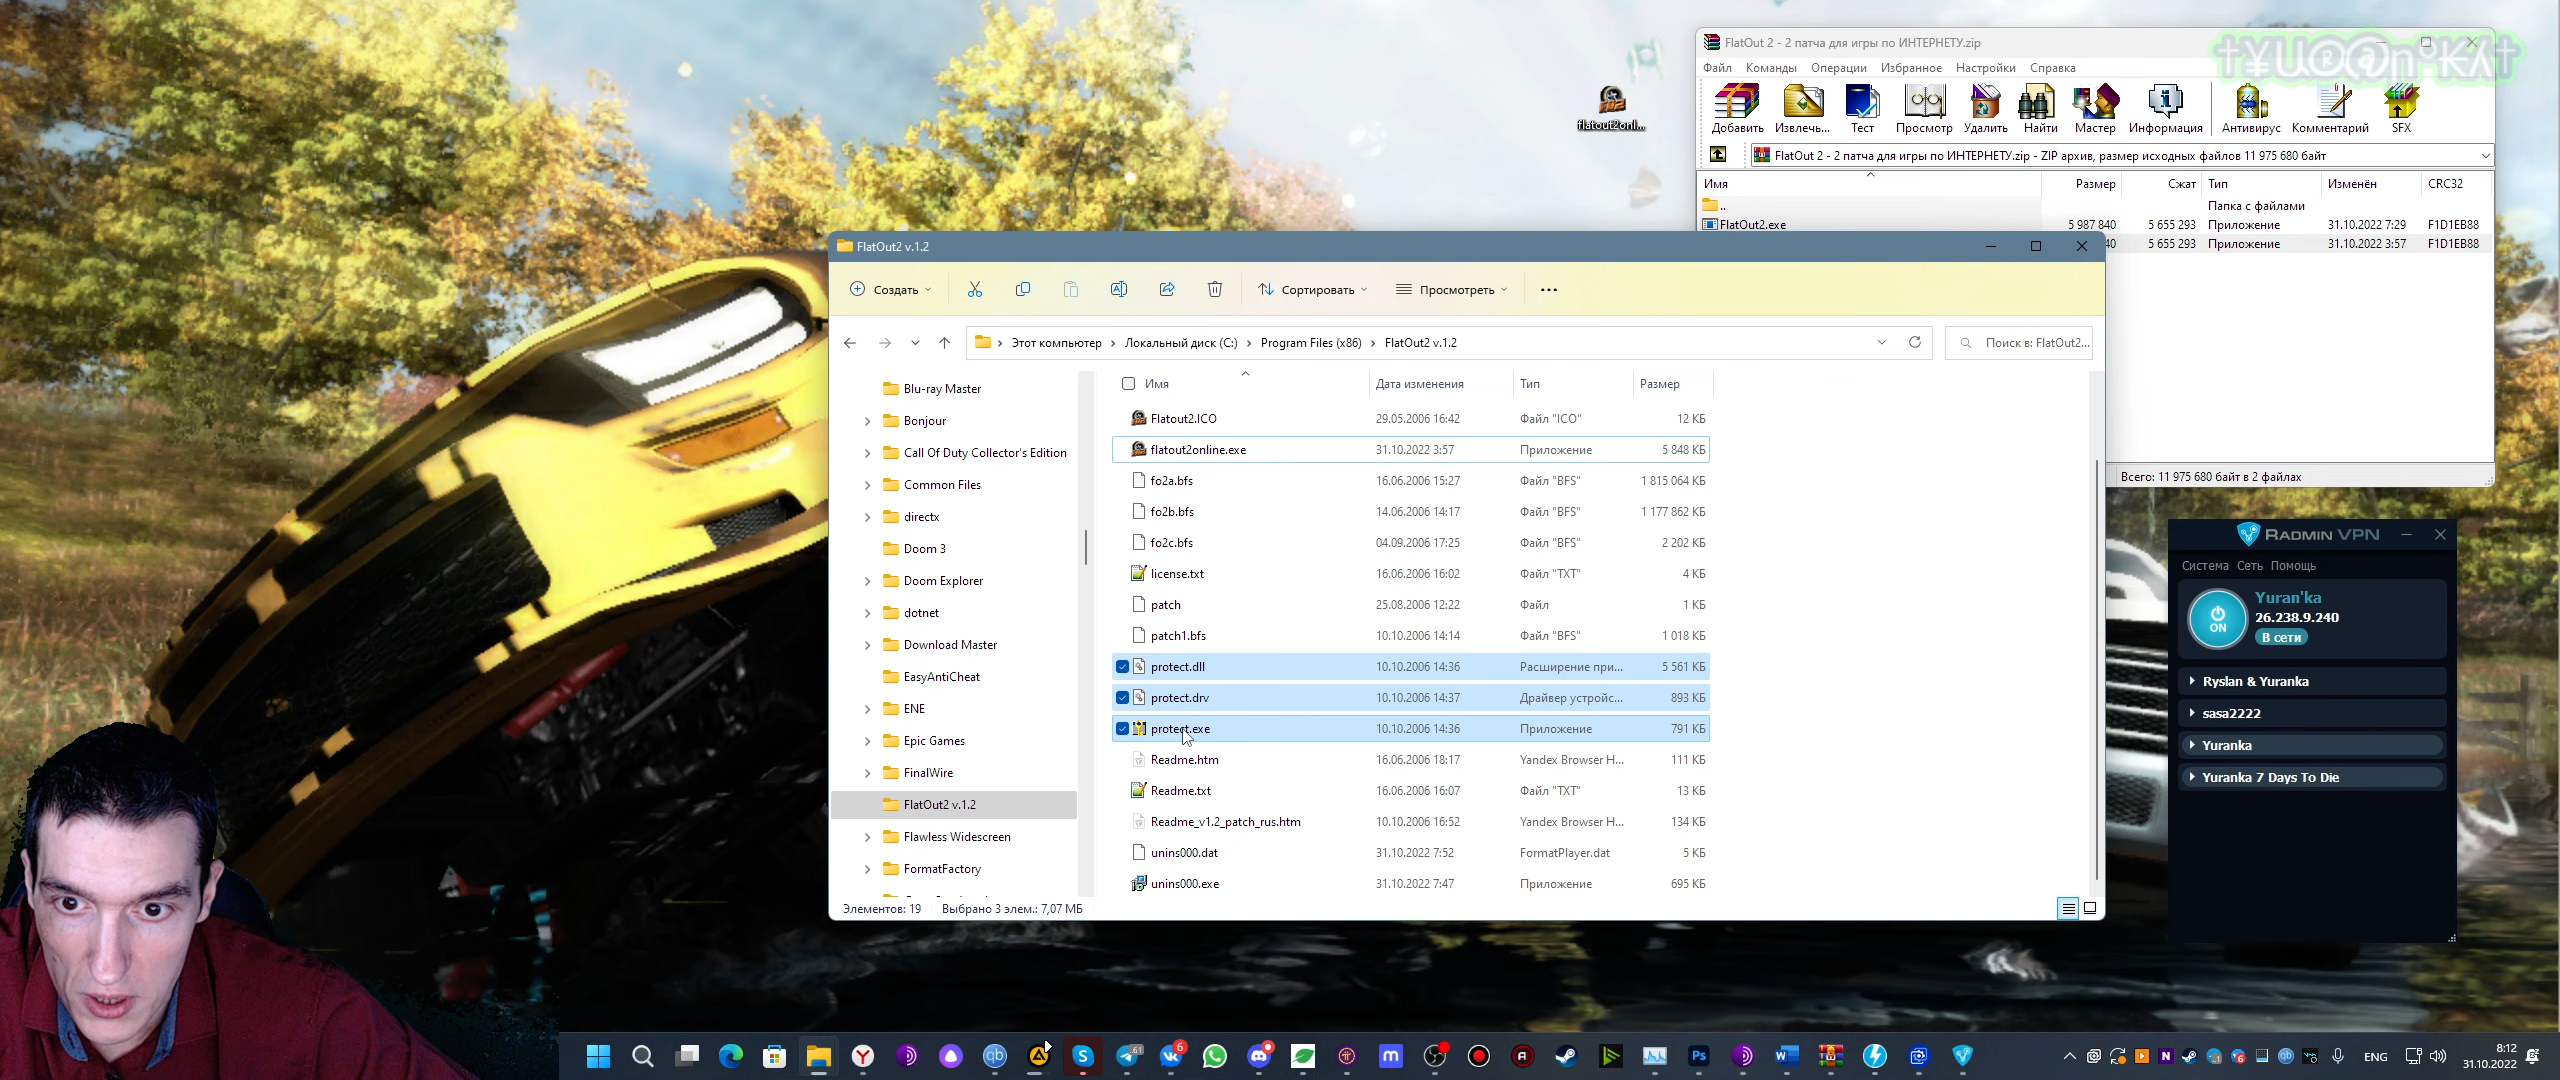 flatout2onl...
FlatOut 2 - 2 патча для игры по ИНТЕРНЕТУ.zip
Файл Команды Операции Избранное Настройки Справка
Добавить Извлечь... Тест Просмотр Удалить Найти Мастер Информация Антивирус Комментарий SFX
FlatOut 2 - 2 патча для игры по ИНТЕРНЕТУ.zip - ZIP архив, размер исходных файлов 11 975 680 байт
Имя Размер Сжат Тип Изменён CRC32
.. Папка с файлами
FlatOut2.exe 5 987 840 5 655 293 Приложение 31.10.2022 7:29 F1D1EB88
40 5 655 293 Приложение 31.10.2022 3:57 F1D1EB88
Всего: 11 975 680 байт в 2 файлах
FlatOut2 v.1.2
Создать Сортировать Просмотреть
Этот компьютер Локальный диск (C:) Program Files (x86) FlatOut2 v.1.2
Поиск в: FlatOut2...
Blu-ray Master
Bonjour
Call Of Duty Collector's Edition
Common Files
directx
Doom 3
Doom Explorer
dotnet
Download Master
EasyAntiCheat
ENE
Epic Games
FinalWire
FlatOut2 v.1.2
Flawless Widescreen
FormatFactory
Имя Дата изменения Тип Размер
Flatout2.ICO 29.05.2006 16:42 Файл "ICO" 12 КБ
flatout2online.exe 31.10.2022 3:57 Приложение 5 848 КБ
fo2a.bfs 16.06.2006 15:27 Файл "BFS" 1 815 064 КБ
fo2b.bfs 14.06.2006 14:17 Файл "BFS" 1 177 862 КБ
fo2c.bfs 04.09.2006 17:25 Файл "BFS" 2 202 КБ
license.txt 16.06.2006 16:02 Файл "TXT" 4 КБ
patch 25.08.2006 12:22 Файл 1 КБ
patch1.bfs 10.10.2006 14:14 Файл "BFS" 1 018 КБ
protect.dll 10.10.2006 14:36 Расширение при... 5 561 КБ
protect.drv 10.10.2006 14:37 Драйвер устройс... 893 КБ
protect.exe 10.10.2006 14:36 Приложение 791 КБ
Readme.htm 16.06.2006 18:17 Yandex Browser H... 111 КБ
Readme.txt 16.06.2006 16:07 Файл "TXT" 13 КБ
Readme_v1.2_patch_rus.htm 10.10.2006 16:52 Yandex Browser H... 134 КБ
unins000.dat 31.10.2022 7:52 FormatPlayer.dat 5 КБ
unins000.exe 31.10.2022 7:47 Приложение 695 КБ
Элементов: 19 Выбрано 3 элем.: 7,07 МБ
RADMIN VPN
Система Сеть Помощь
ON
Yuran'ka
26.238.9.240
В сети
Ryslan & Yuranka
sasa2222
Yuranka
Yuranka 7 Days To Die
ENG
8:12
31.10.2022